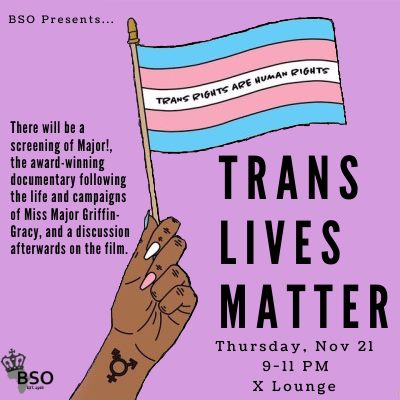 BSO Presents...
TRANS RIGHTS ARE HUMAN RIGHTS
There will be a
screening of Major!,
the award-winning
documentary following
the life and campaigns
of Miss Major Griffin-
Gracy, and a discussion
afterwards on the film.
TRANS
LIVES
MATTER
Thursday, Nov 21
9-11 PM
X Lounge
BSO